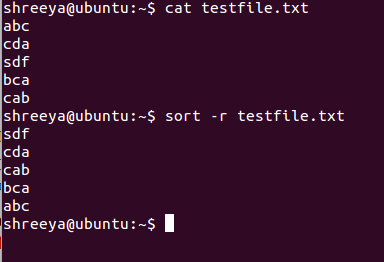 shreeya@ubuntu:~$ cat testfile.txt
abc
cda
sdf
bca
cab
shreeya@ubuntu:~$ sort -r testfile.txt
sdf
cda
cab
bca
abc
shreeya@ubuntu:~$